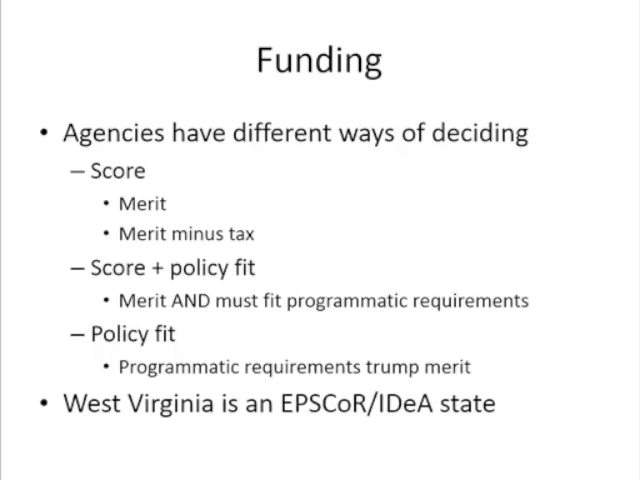 Funding
• Agencies have different ways of deciding
– Score
• Merit
• Merit minus tax
– Score + policy fit
• Merit AND must fit programmatic requirements
– Policy fit
• Programmatic requirements trump merit
• West Virginia is an EPSCoR/IDeA state